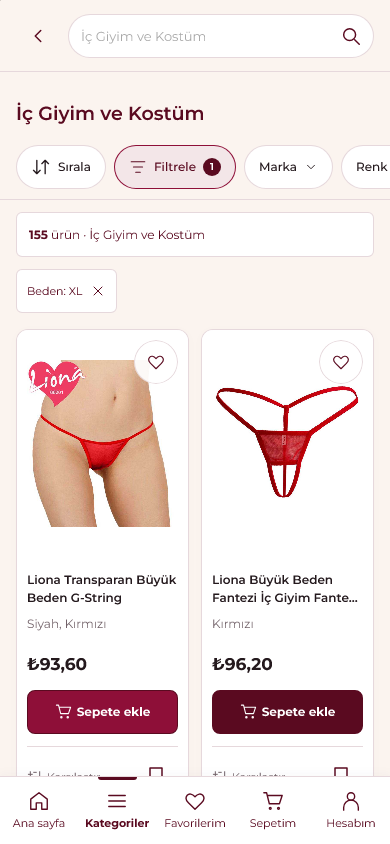 İç Giyim ve Kostüm
İç Giyim ve Kostüm
Sırala
Filtrele 1
Marka
Renk
155 ürün · İç Giyim ve Kostüm
Beden: XL
Liona
Liona Transparan Büyük
Beden G-String
Siyah, Kırmızı
₺93,60
Sepete ekle
Liona Büyük Beden
Fantezi İç Giyim Fante...
Kırmızı
₺96,20
Sepete ekle
Ana sayfa
Kategoriler
Favorilerim
Sepetim
Hesabım